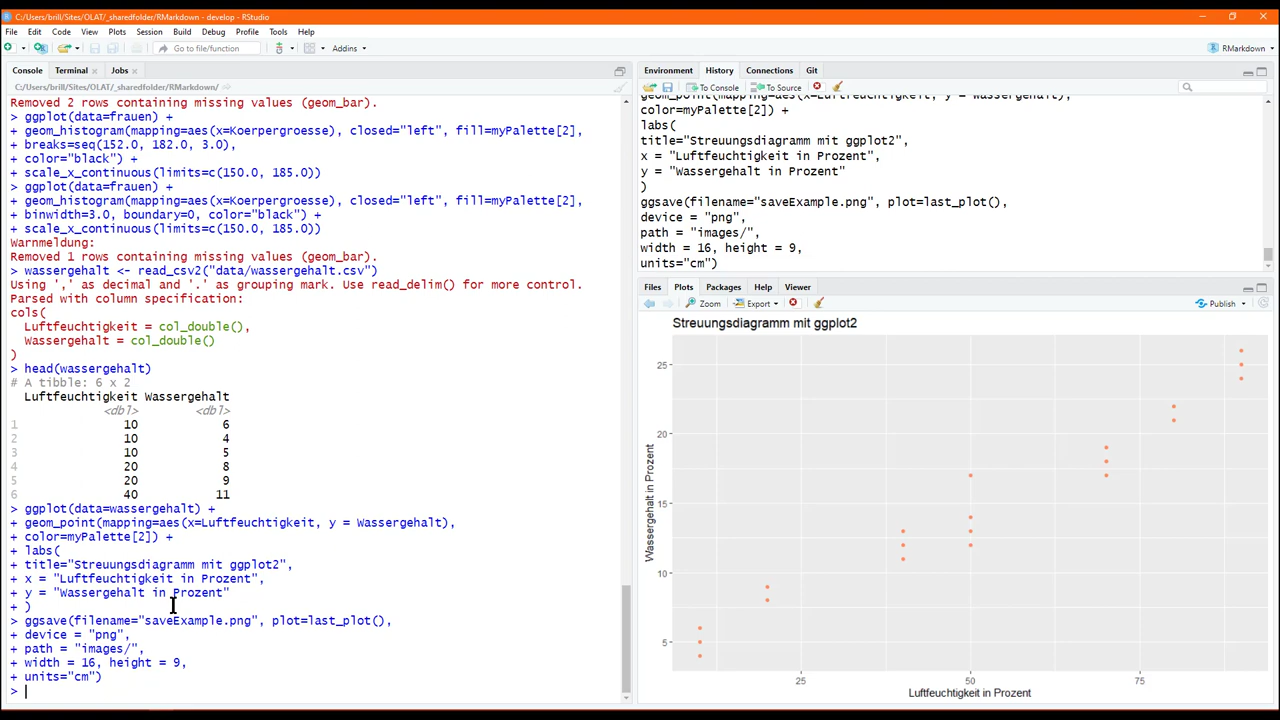 C:/Users/brill/Sites/OLAT/_sharedfolder/RMarkdown - develop - RStudio
File Edit Code View Plots Session Build Debug Profile Tools Help
Go to file/function Addins RMarkdown
Console Terminal Jobs
C:/Users/brill/Sites/OLAT/_sharedfolder/RMarkdown/
Removed 2 rows containing missing values (geom_bar).
> ggplot(data=frauen) +
+ geom_histogram(mapping=aes(x=Koerpergroesse), closed="left", fill=myPalette[2],
+ breaks=seq(152.0, 182.0, 3.0),
+ color="black") +
+ scale_x_continuous(limits=c(150.0, 185.0))
> ggplot(data=frauen) +
+ geom_histogram(mapping=aes(x=Koerpergroesse), closed="left", fill=myPalette[2],
+ binwidth=3.0, boundary=0, color="black") +
+ scale_x_continuous(limits=c(150.0, 185.0))
Warnmeldung:
Removed 1 rows containing missing values (geom_bar).
> wassergehalt <- read_csv2("data/wassergehalt.csv")
Using ',' as decimal and '.' as grouping mark. Use read_delim() for more control.
Parsed with column specification:
cols(
Luftfeuchtigkeit = col_double(),
Wassergehalt = col_double()
)
> head(wassergehalt)
# A tibble: 6 x 2
Luftfeuchtigkeit Wassergehalt
<dbl> <dbl>
1 10 6
2 10 4
3 10 5
4 20 8
5 20 9
6 40 11
> ggplot(data=wassergehalt) +
+ geom_point(mapping=aes(x=Luftfeuchtigkeit, y = Wassergehalt),
+ color=myPalette[2]) +
+ labs(
+ title="Streuungsdiagramm mit ggplot2",
+ x = "Luftfeuchtigkeit in Prozent",
+ y = "Wassergehalt in Prozent"
+ )
> ggsave(filename="saveExample.png", plot=last_plot(),
+ device = "png",
+ path = "images/",
+ width = 16, height = 9,
+ units="cm")
>
Environment History Connections Git
To Console To Source
geom_point(mapping=aes(x=Luftfeuchtigkeit, y = Wassergehalt),
color=myPalette[2]) +
labs(
title="Streuungsdiagramm mit ggplot2",
x = "Luftfeuchtigkeit in Prozent",
y = "Wassergehalt in Prozent"
)
ggsave(filename="saveExample.png", plot=last_plot(),
device = "png",
path = "images/",
width = 16, height = 9,
units="cm")
Files Plots Packages Help Viewer
Zoom Export Publish
Streuungsdiagramm mit ggplot2
25
20
15
10
5
Wassergehalt in Prozent
25 50 75
Luftfeuchtigkeit in Prozent